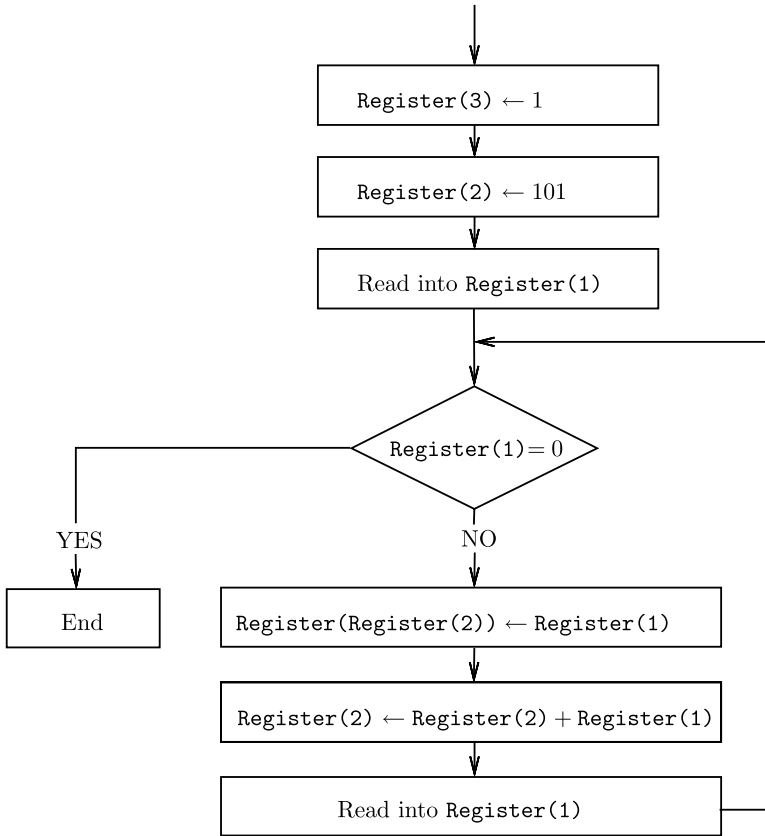 Register(3) ← 1
Register(2) ← 101
Read into Register(1)
Register(1)= 0
YES
NO
End
Register(Register(2)) ← Register(1)
Register(2) ← Register(2) + Register(1)
Read into Register(1)